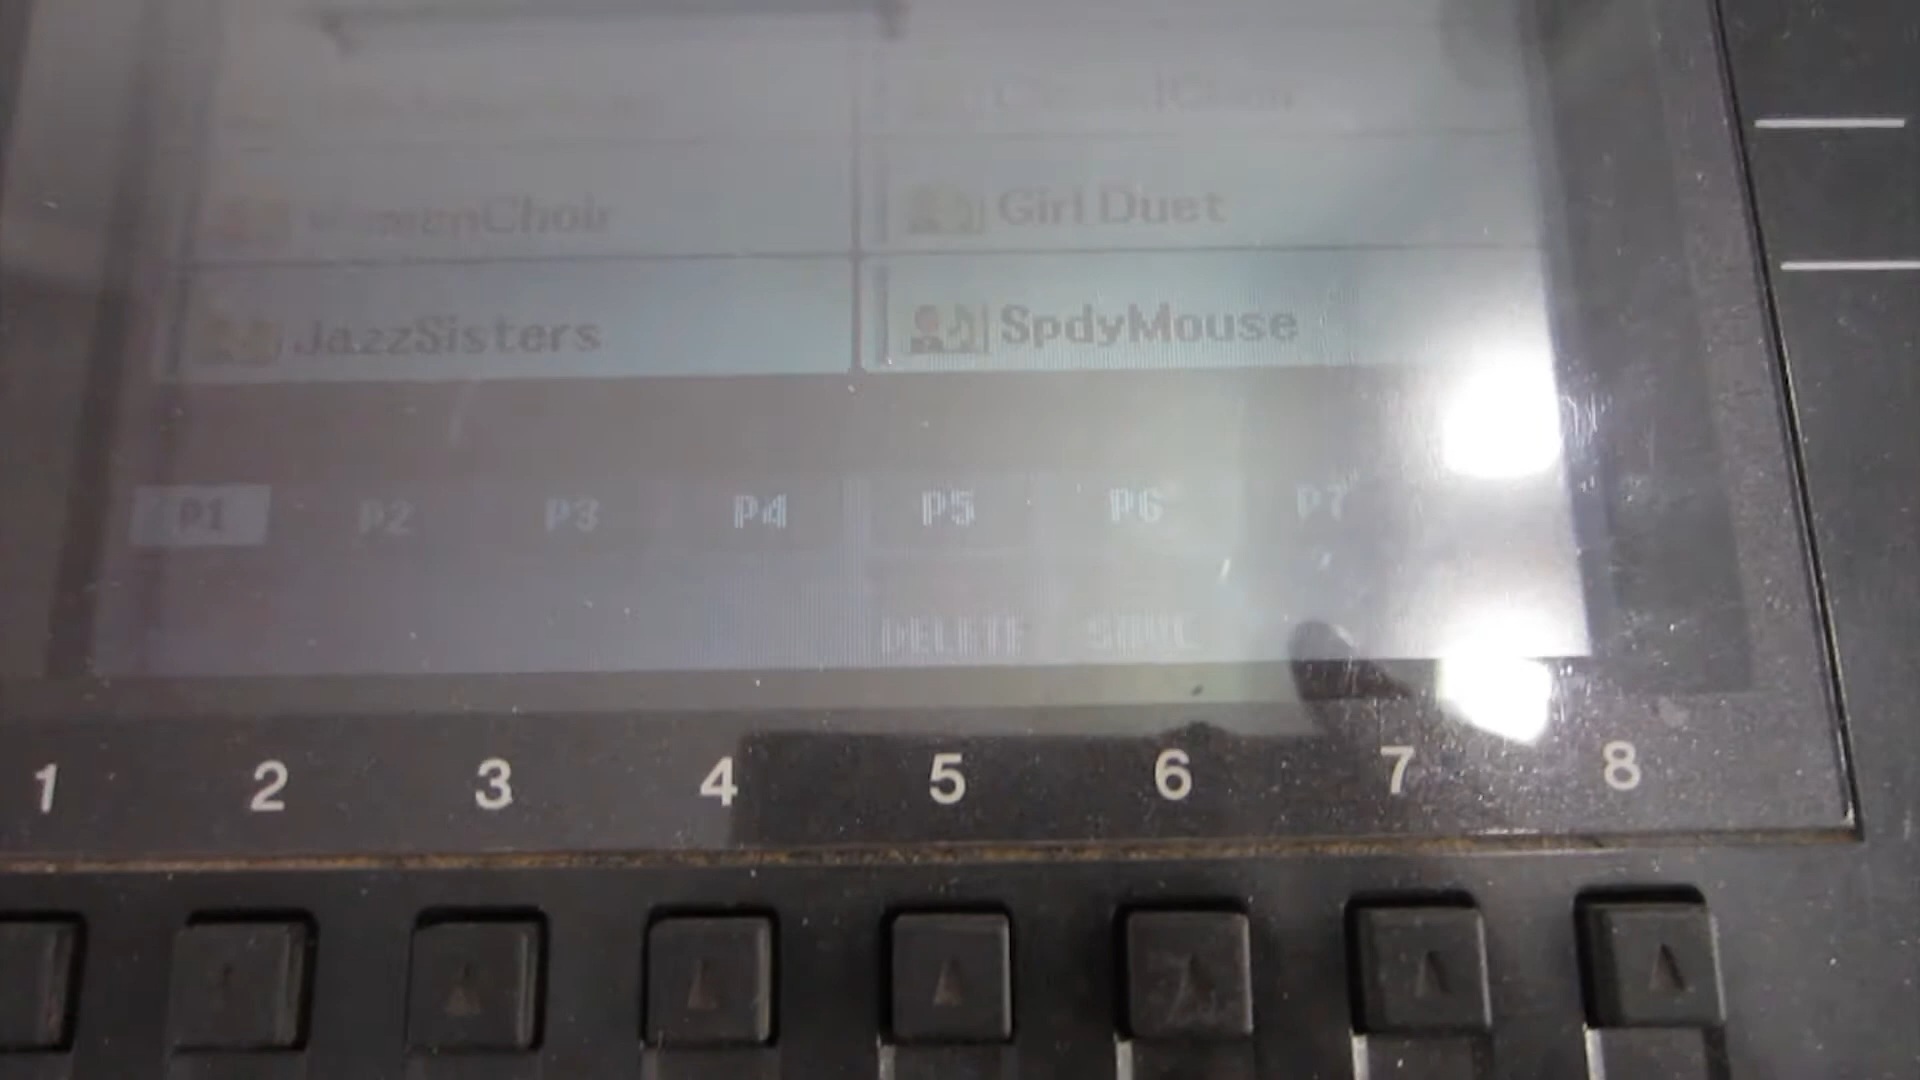 Girl Duet
JazzSisters SpdyMouse
P1 P2 P3 P4 P5 P6 P7
DELETE
1 2 3 4 5 6 7 8